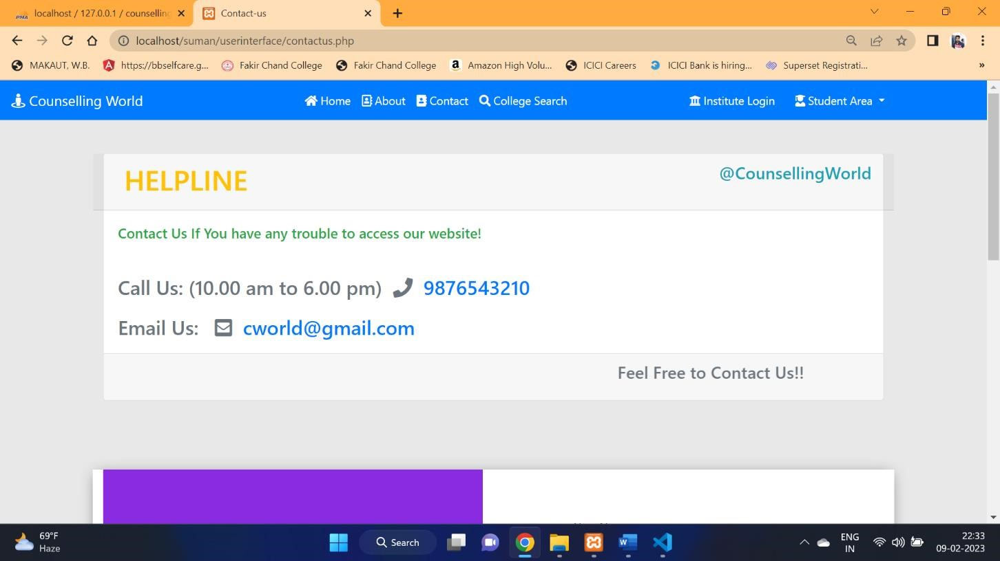 PMA localhost / 127.0.0.1 / counselling
Contact-us
localhost/suman/userinterface/contactus.php
MAKAUT, W.B. https://bbselfcare.g... Fakir Chand College Fakir Chand College Amazon High Volu... ICICI Careers ICICI Bank is hiring... Superset Registrati... »
Counselling World Home About Contact College Search Institute Login Student Area
HELPLINE @CounsellingWorld
Contact Us If You have any trouble to access our website!
Call Us: (10.00 am to 6.00 pm) 9876543210
Email Us: cworld@gmail.com
Feel Free to Contact Us!!
69°F
Haze
Search
ENG
IN
22:33
09-02-2023